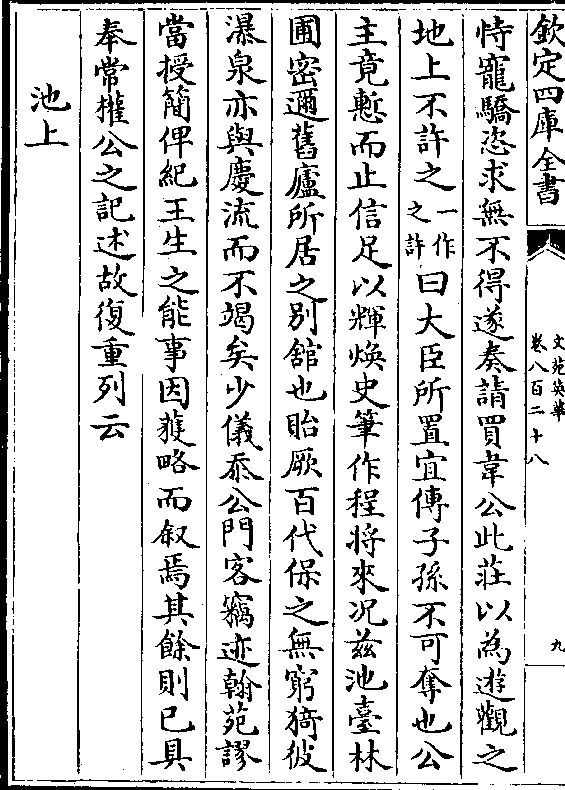 欽定四庫全書
文苑英華
卷八百二十八
九
恃寵驕恣求無不得遂奏請買韋公此莊以為遊觀之
地上不許之一作之許曰大臣所置宜傳子孫不可奪也公
主竟慙而止信足以輝煥史筆作程將來况兹池臺林
圃密邇舊廬所居之别舘也貽厥百代保之無窮猗彼
瀑泉亦與慶流而不竭矣少儀忝公門客竊迹翰苑謬
當授簡俾紀王生之能事因蕿略而叙焉其餘則已具
奉常權公之記述故復重列云
池上